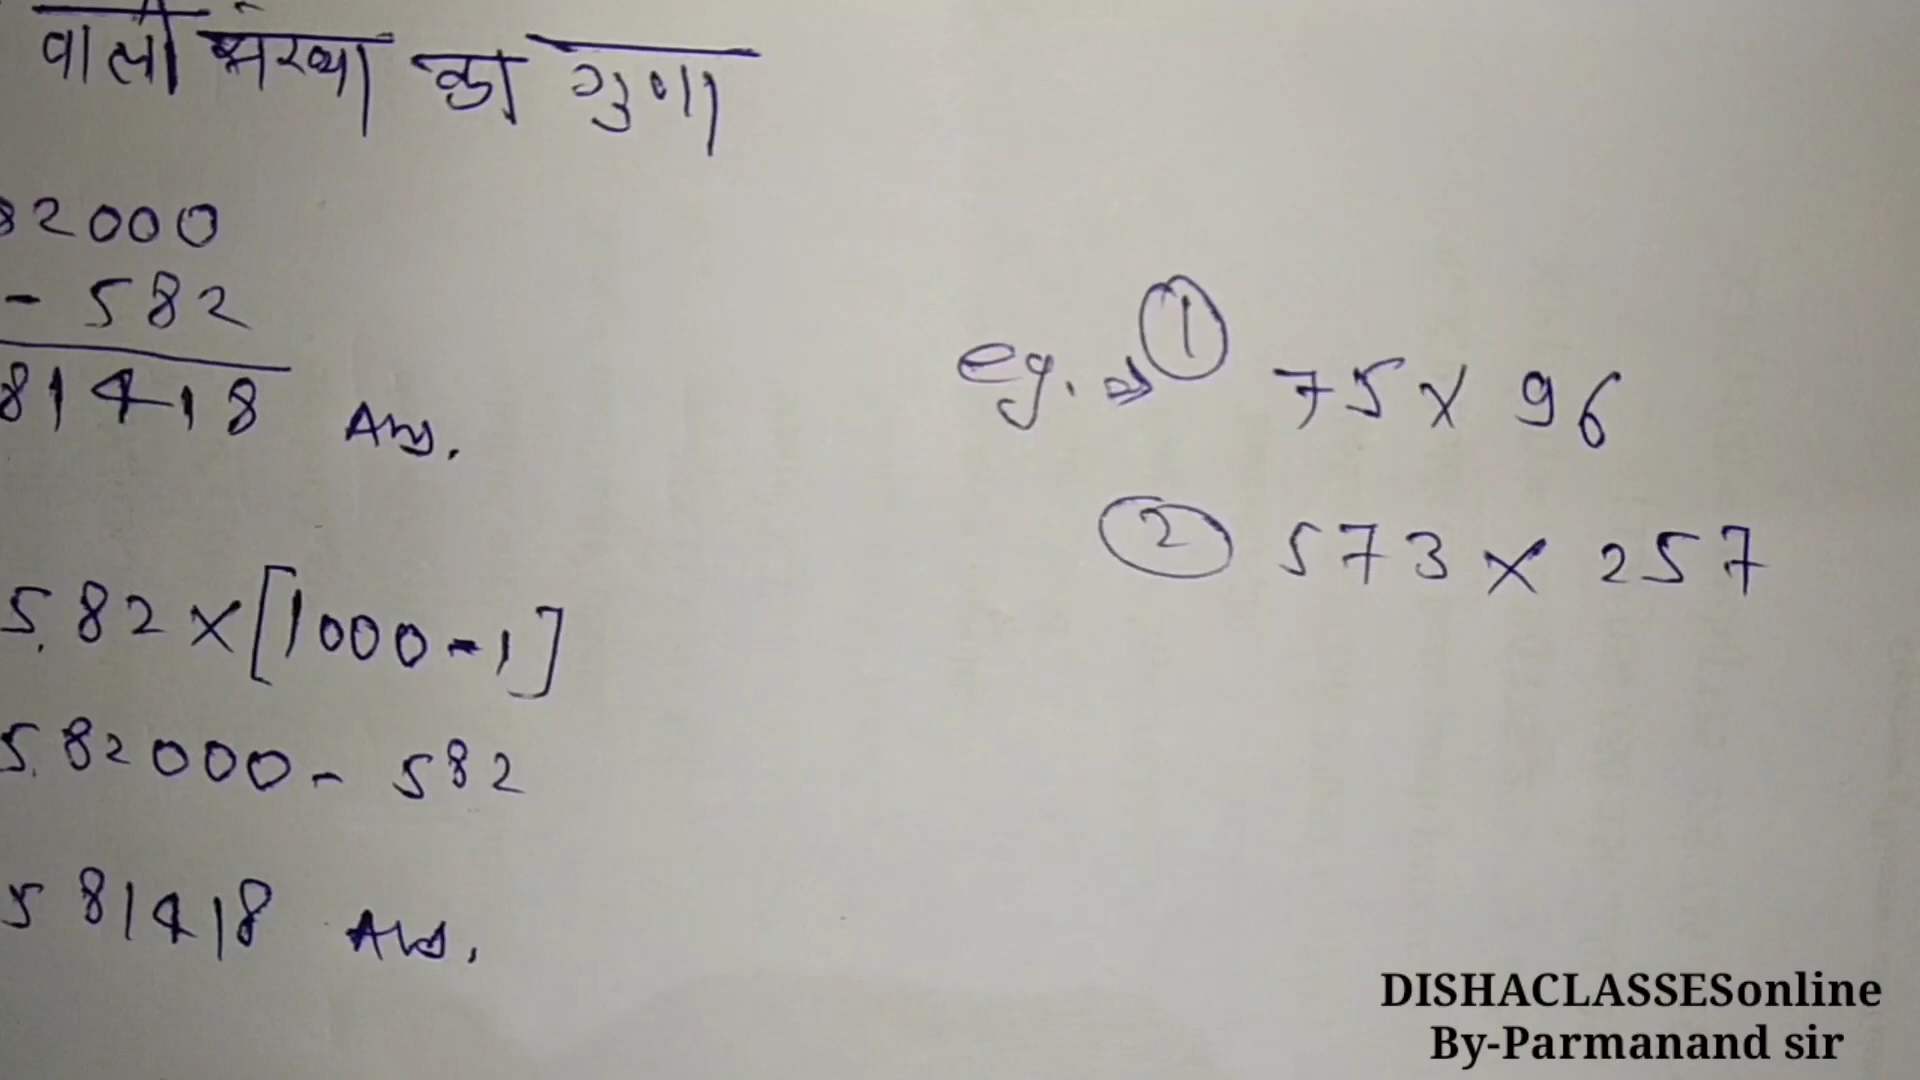 वाली संख्या का गुणा
82000
- 582
81418 Ans.
582 × [1000-1]
582000 - 582
581418 Ans.
eg. ⇒ ① 75 × 96
② 573 × 257
DISHACLASSESonline
By-Parmanand sir